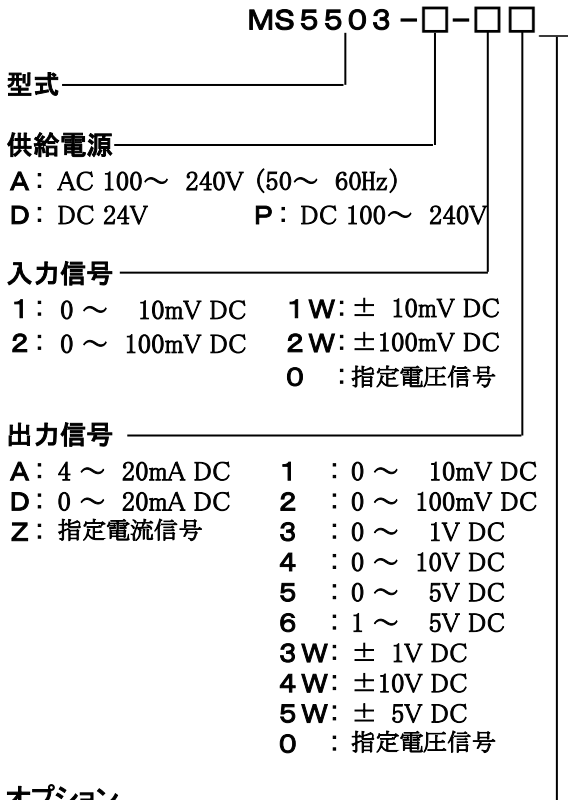 MS5503-□-□□
型式
供給電源
A: AC 100～ 240V (50～ 60Hz)
D: DC 24V P: DC 100～ 240V
入力信号
1: 0～ 10mV DC 1W: ± 10mV DC
2: 0～ 100mV DC 2W: ±100mV DC
0 :指定電圧信号
出力信号
A: 4～ 20mA DC 1 :0～ 10mV DC
D: 0～ 20mA DC 2 :0～ 100mV DC
Z: 指定電流信号 3 :0～ 1V DC
4 :0～ 10V DC
5 :0～ 5V DC
6 :1～ 5V DC
3W: ± 1V DC
4W: ±10V DC
5W: ± 5V DC
0 :指定電圧信号
オプション